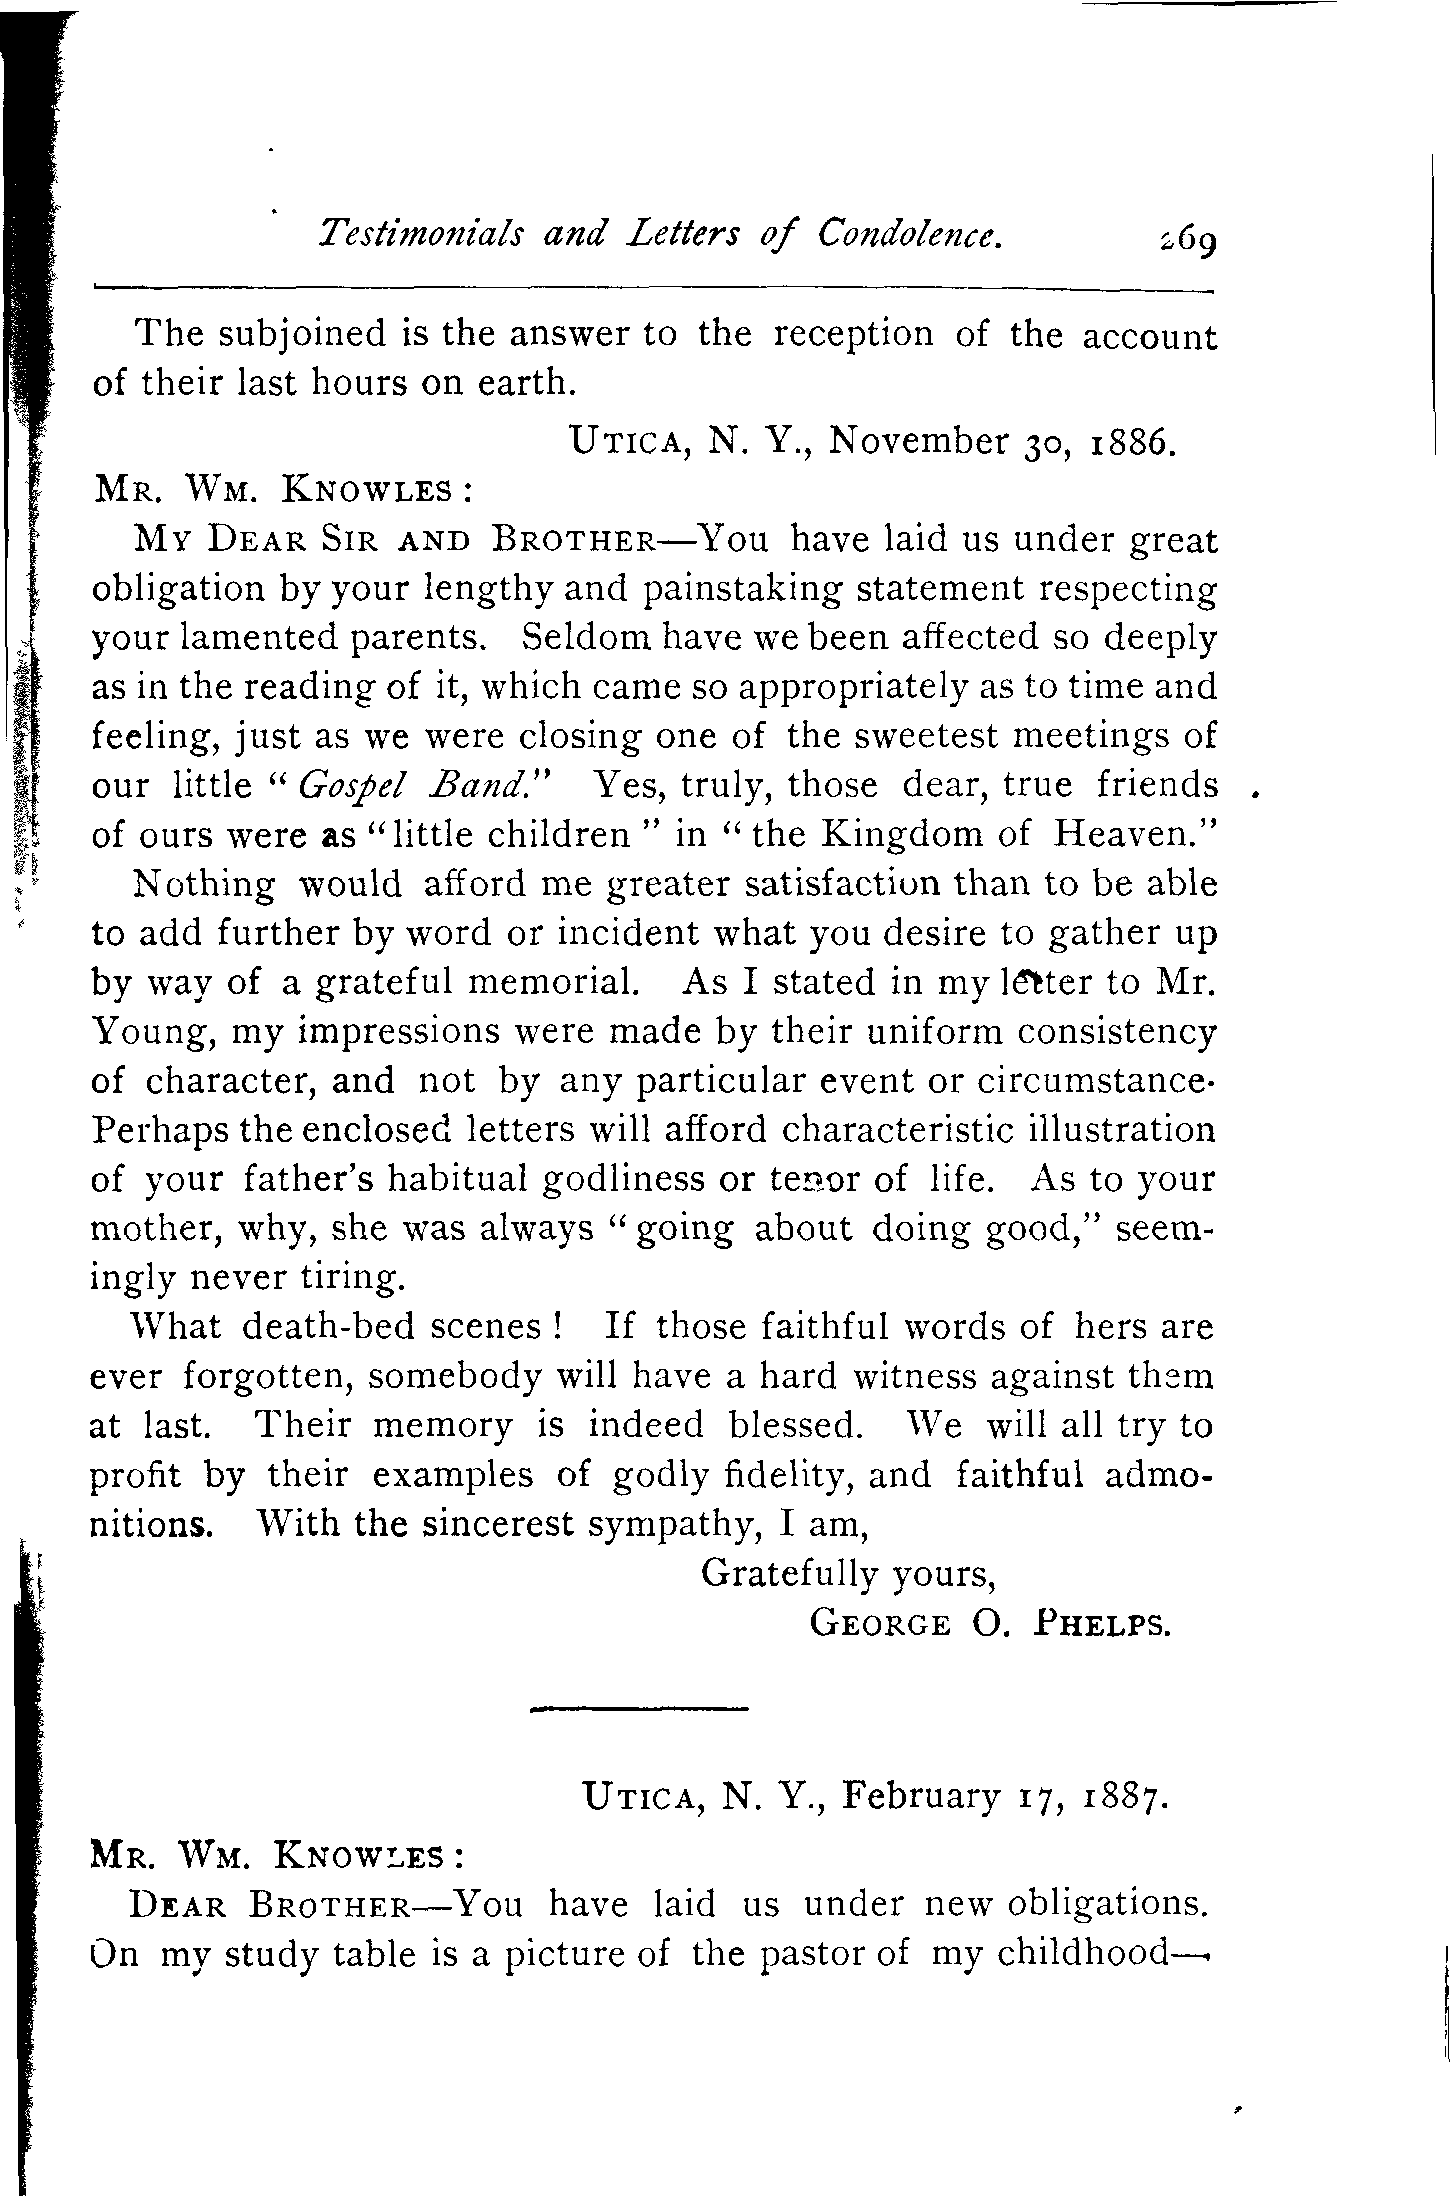 Testimonials and Letters of Condolence. 269
The subjoined is the answer to the reception of the account
of their last hours on earth.
UTICA, N. Y., November 30, 1886.
MR. WM. KNOWLES :
MY DEAR SIR AND BROTHER—You have laid us under great
obligation by your lengthy and painstaking statement respecting
your lamented parents. Seldom have we been affected so deeply
as in the reading of it, which came so appropriately as to time and
feeling, just as we were closing one of the sweetest meetings of
our little " Gospel Band." Yes, truly, those dear, true friends
of ours were as "little children " in " the Kingdom of Heaven."
Nothing would afford me greater satisfaction than to be able
to add further by word or incident what you desire to gather up
by way of a grateful memorial. As I stated in my letter to Mr.
Young, my impressions were made by their uniform consistency
of character, and not by any particular event or circumstance.
Perhaps the enclosed letters will afford characteristic illustration
of your father's habitual godliness or tenor of life. As to your
mother, why, she was always " going about doing good," seem-
ingly never tiring.
What death-bed scenes ! If those faithful words of hers are
ever forgotten, somebody will have a hard witness against them
at last. Their memory is indeed blessed. We will all try to
profit by their examples of godly fidelity, and faithful admo-
nitions. With the sincerest sympathy, I am,
Gratefully yours,
GEORGE O. PHELPS.
UTICA, N. Y., February 17, 1887.
MR. WM. KNOWLES :
DEAR BROTHER—You have laid us under new obligations.
On my study table is a picture of the pastor of my childhood—